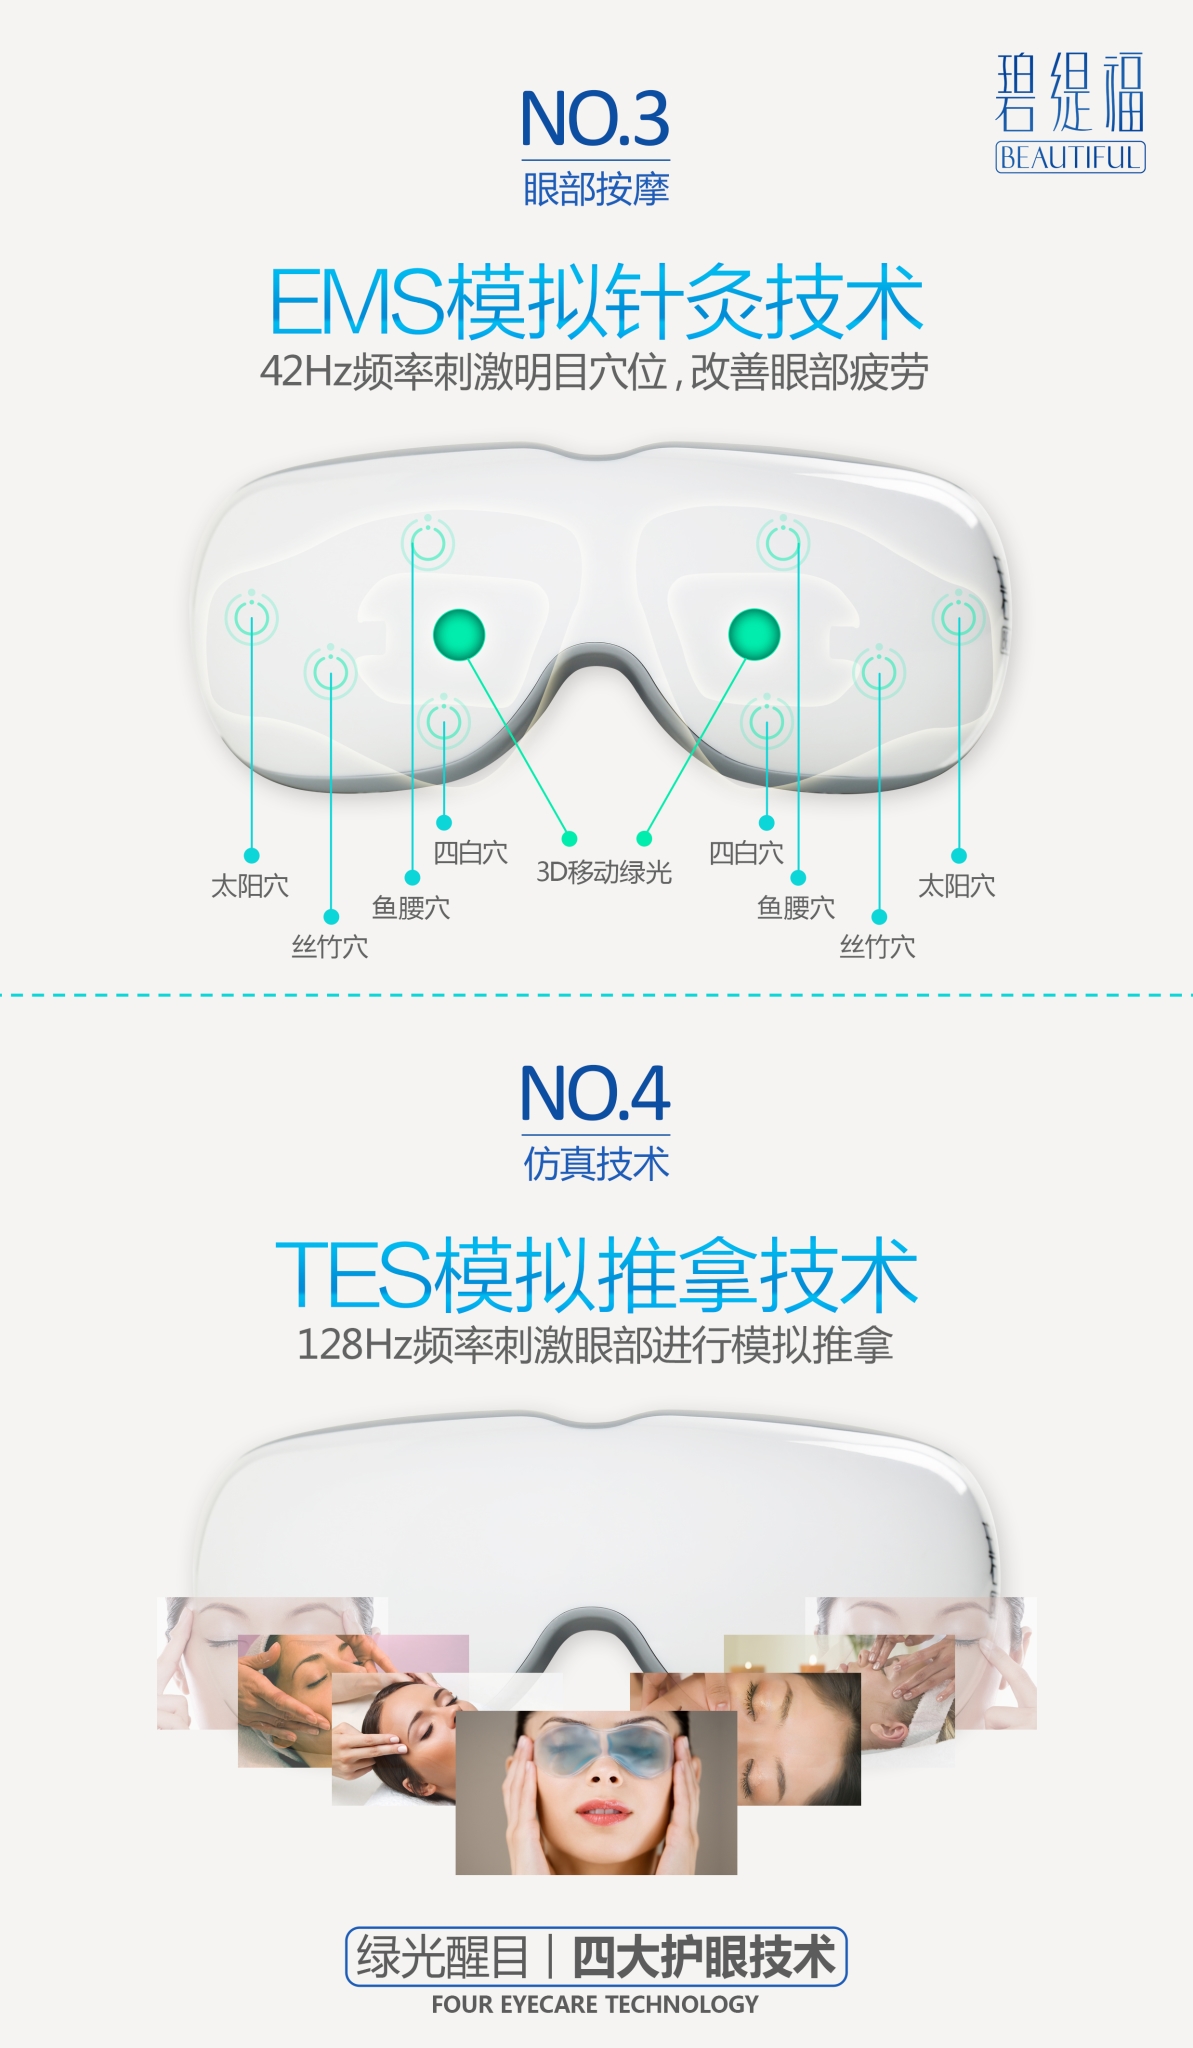 碧缇福
BEAUTIFUL
NO.3
眼部按摩
EMS模拟针灸技术
42Hz频率刺激明目穴位,改善眼部疲劳
四白穴
四白穴
3D移动绿光
太阳穴
太阳穴
鱼腰穴
鱼腰穴
丝竹穴
丝竹穴
NO.4
仿真技术
TES模拟推拿技术
128Hz频率刺激眼部进行模拟推拿
绿光醒目|四大护眼技术
FOUR EYECARE TECHNOLOGY